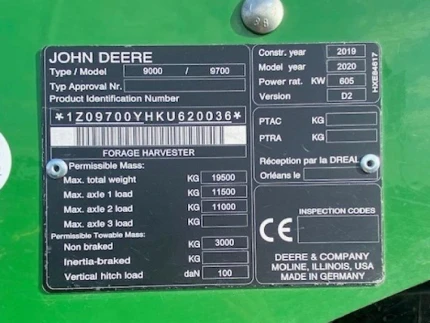 JOHN DEERE
Type / Model 9000 / 9700
Typ Approval Nr.
Product Identification Number
*1Z09700YHKU620036*
FORAGE HARVESTER
Permissible Mass:
Max. total weight KG 19500
Max. axle 1 load KG 11500
Max. axle 2 load KG 11000
Max. axle 3 load KG
Permissible Towable Mass:
Non braked KG 3000
Inertia-braked KG
Vertical hitch load daN 100
Constr. year 2019
Model year 2020
Power rat. KW 605
Version D2
PTAC KG
PTRA KG
Réception par la DREAL
Orléans le
CE
INSPECTION CODES
DEERE & COMPANY
MOLINE, ILLINOIS, USA
MADE IN GERMANY
HXE84617